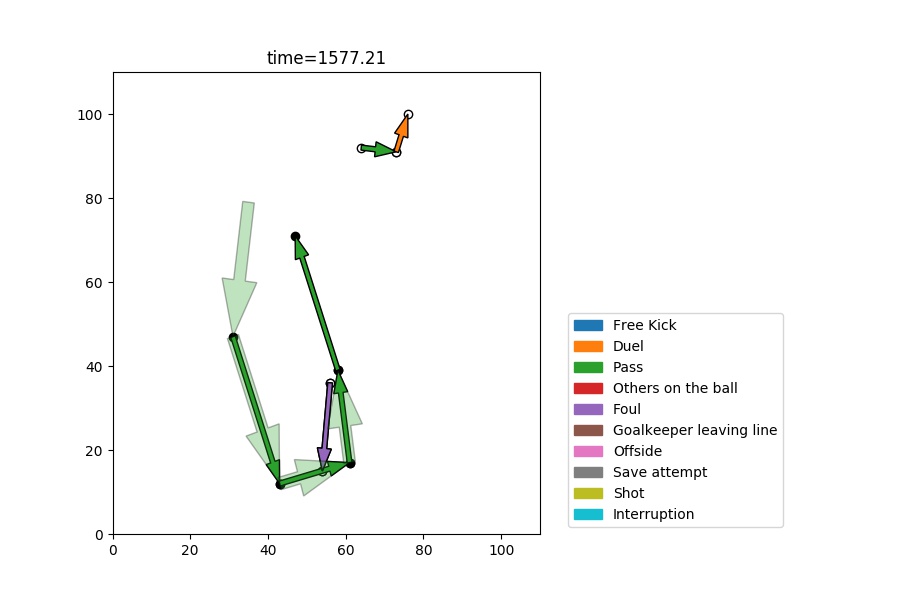 time=1577.21
100
80
60
40
20
0
0 20 40 60 80 100
Free Kick
Duel
Pass
Others on the ball
Foul
Goalkeeper leaving line
Offside
Save attempt
Shot
Interruption